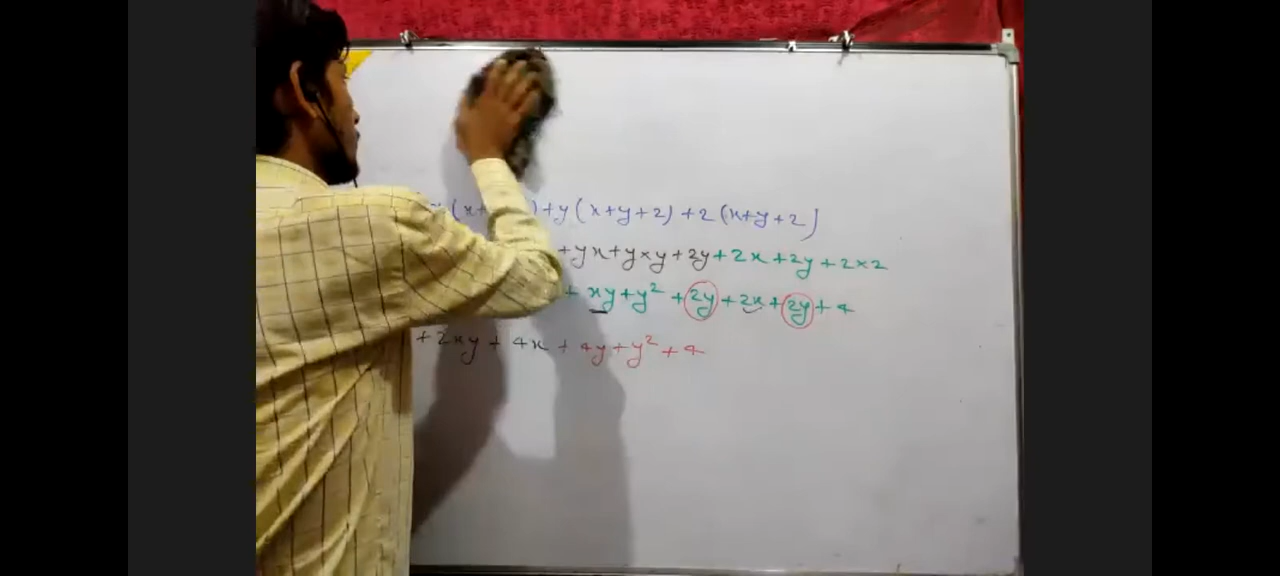 x(x+ ) +y(x+y+2) +2(x+y+2)
+yx+y×y+2y+2x+2y+2×2
+ xy+y² +2y+2x+2y+4
+2xy+4x+4y+y²+4